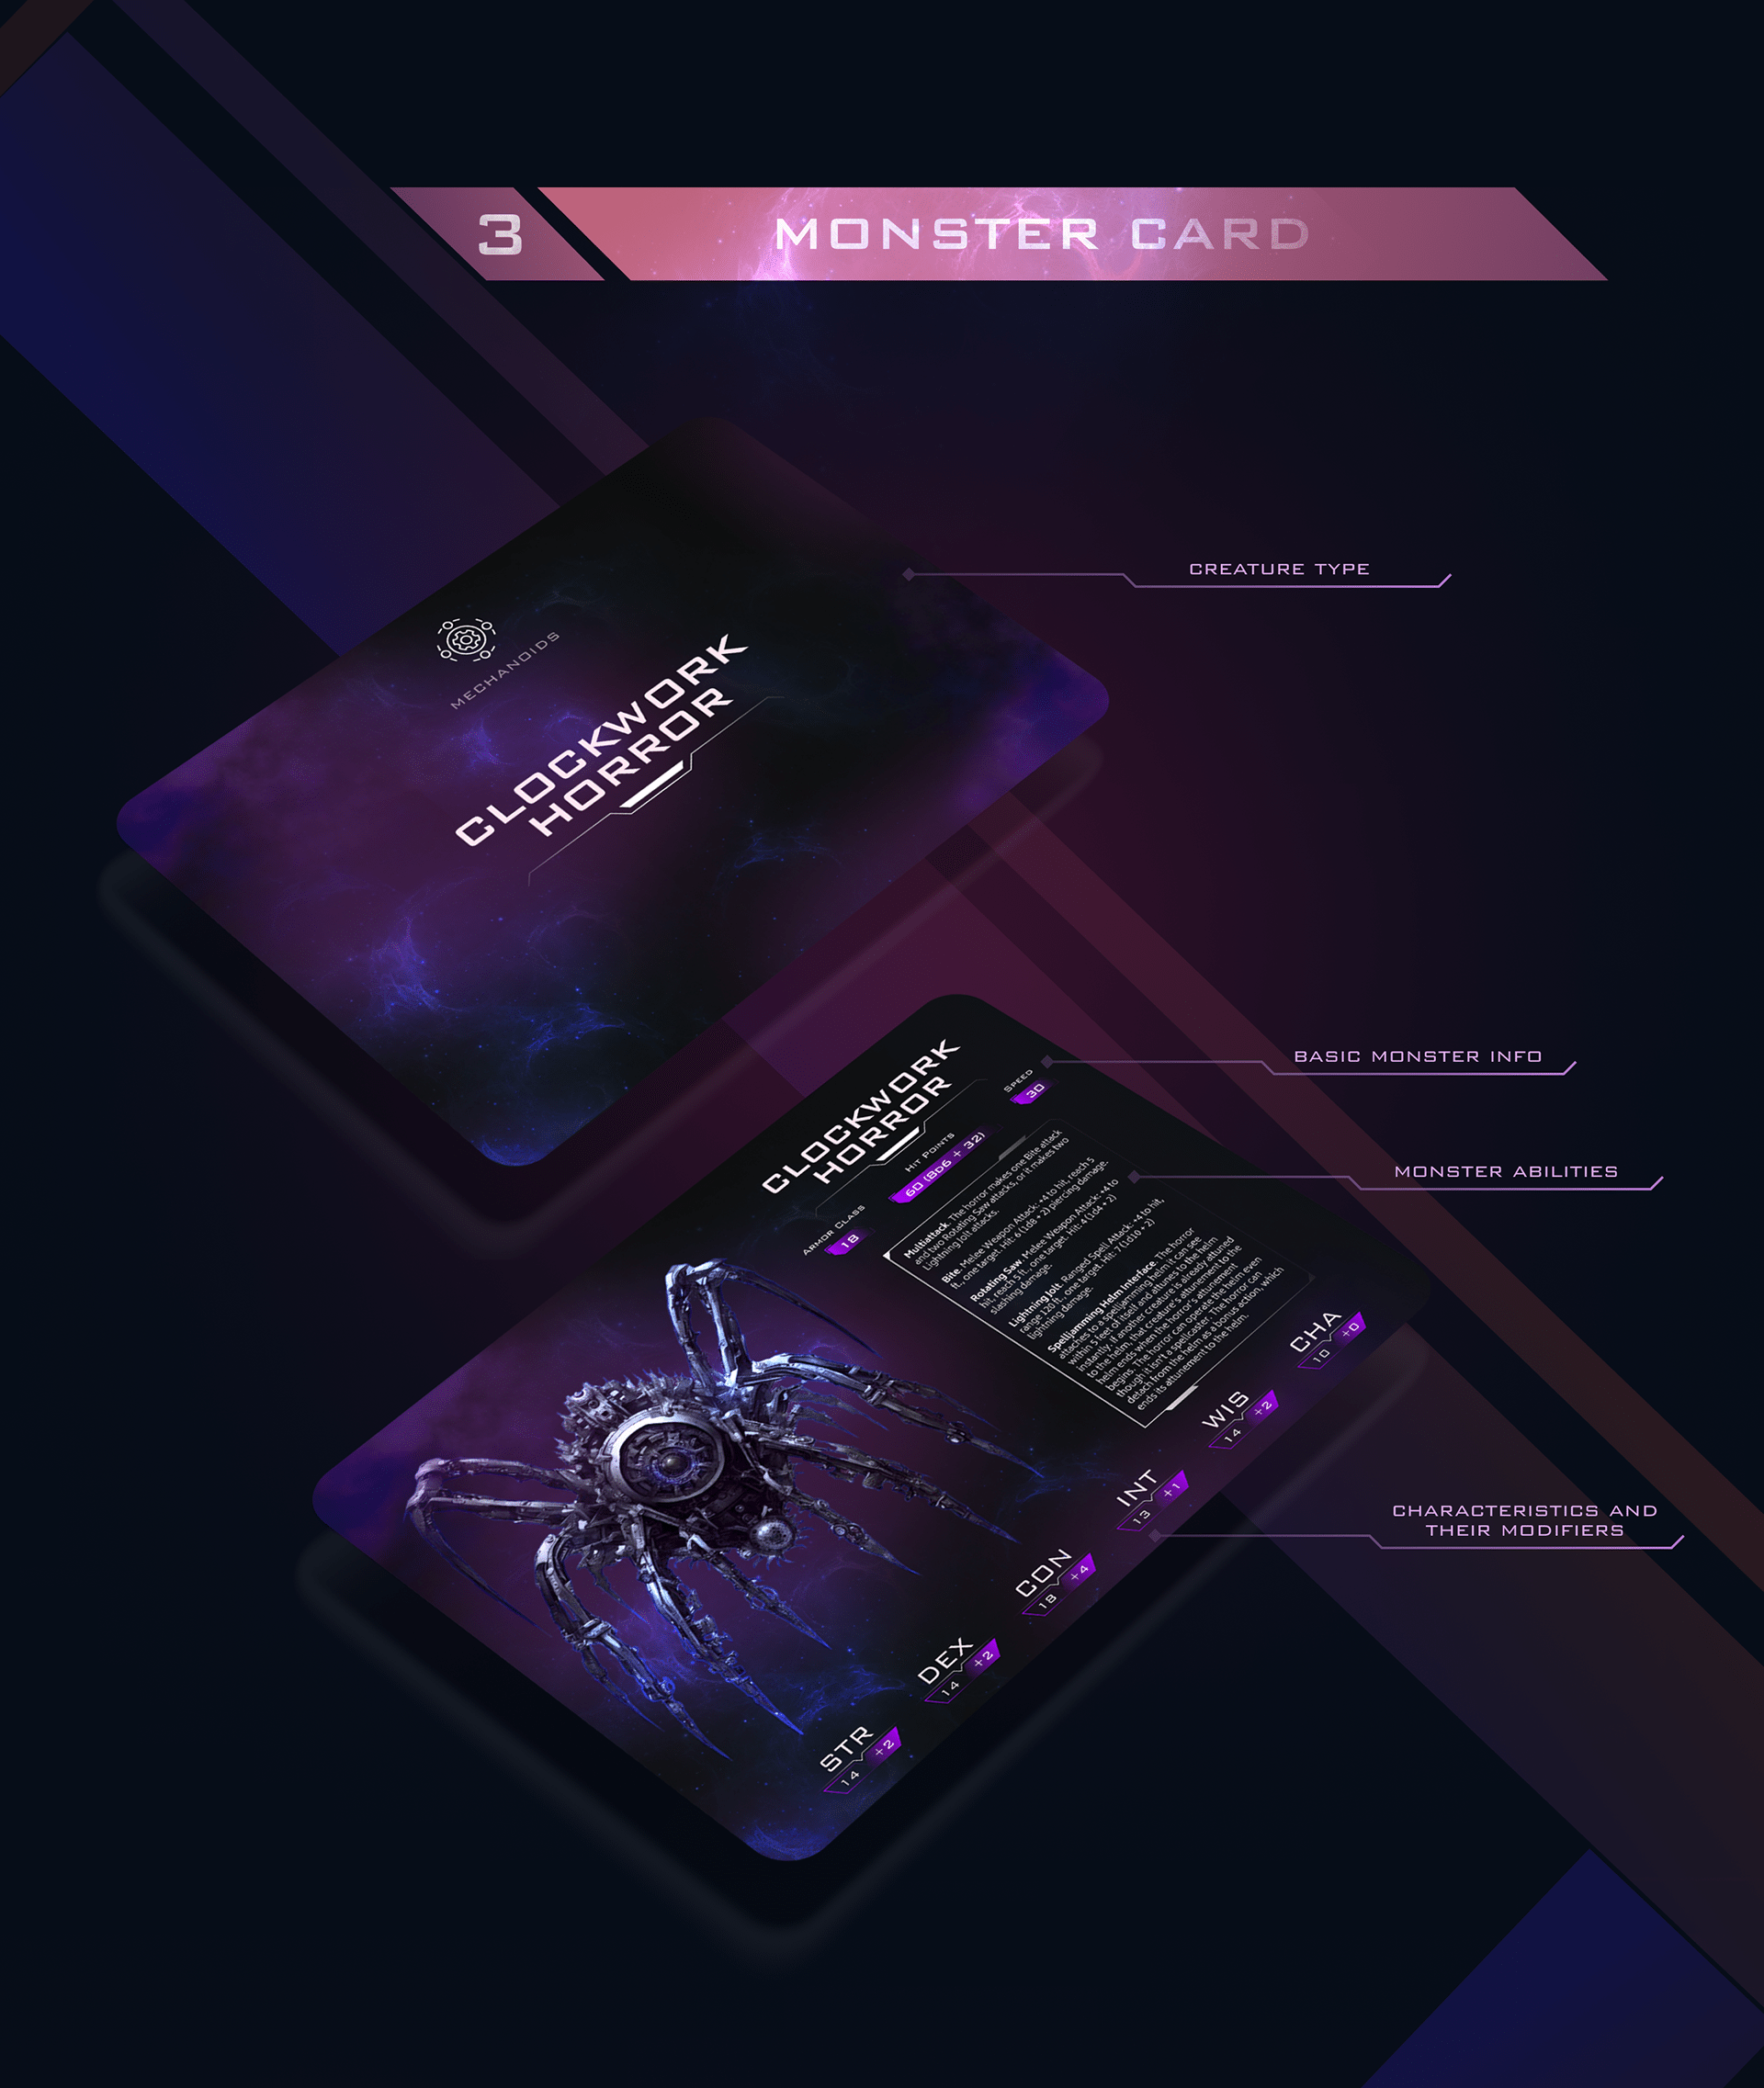 3
MONSTER CARD
CREATURE TYPE
MECHANOIDS
CLOCKWORK
HORROR
BASIC MONSTER INFO
MONSTER ABILITIES
CHARACTERISTICS AND
THEIR MODIFIERS
CLOCKWORK
HORROR
Armor Class
18
Hit Points
60 (8d6 + 32)
Speed
30
Multiattack. The horror makes one Bite attack
and two Rotating Saw attacks, or it makes two
Lightning Jolt attacks.
Bite. Melee Weapon Attack: +4 to hit, reach 5
ft., one target. Hit: 6 (1d8 + 2) piercing damage.
Rotating Saw. Melee Weapon Attack: +4 to
hit, reach 5 ft., one target. Hit: 4 (1d4 + 2)
slashing damage.
Lightning Jolt. Ranged Spell Attack: +4 to hit,
range 120 ft., one target. Hit: 7 (1d10 + 2)
lightning damage.
Spelljamming Helm Interface. The horror
attaches to a spelljamming helm it can see
within 5 feet of itself and attunes to the helm
instantly. If another creature is already attuned
to the helm, that creature's attunement to the
helm ends when the horror's attunement
begins. The horror can operate the helm even
though it isn't a spellcaster. The horror can
detach from the helm as a bonus action, which
ends its attunement to the helm.
STR
14 +2
DEX
14 +2
CON
18 +4
INT
13 +1
WIS
14 +2
CHA
10 +0